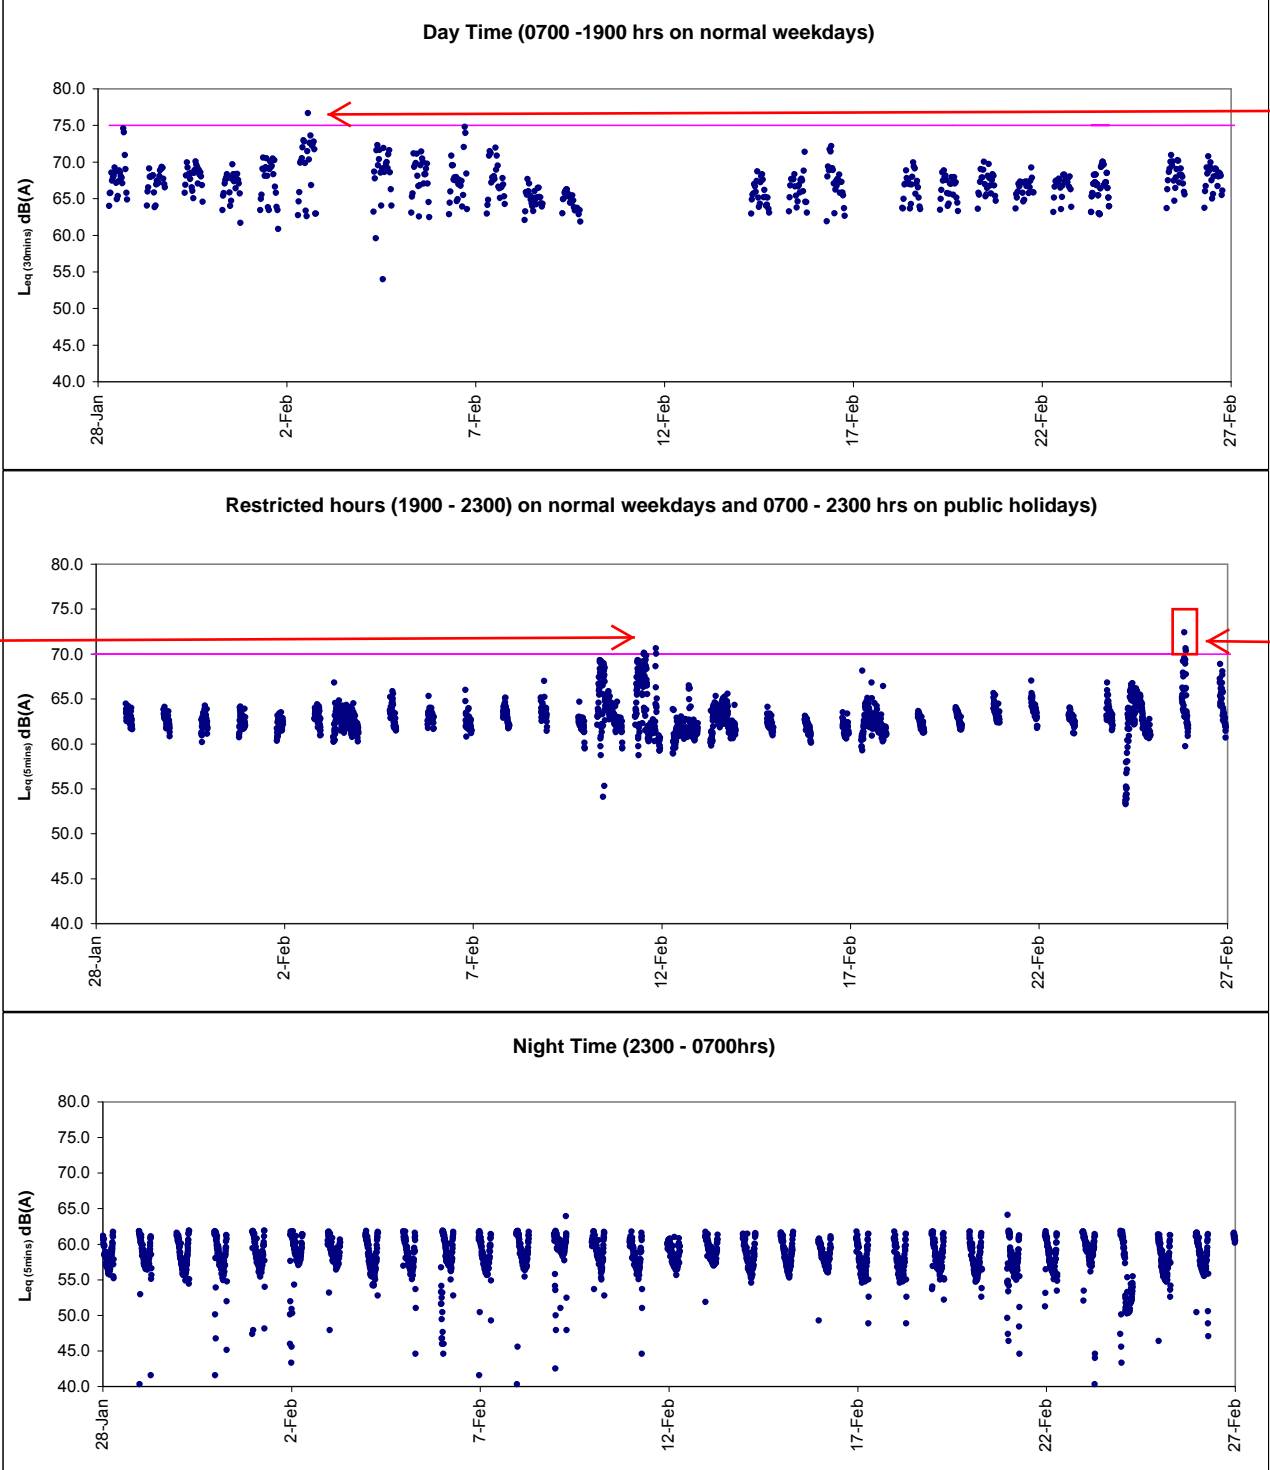 Day Time (0700 -1900 hrs on normal weekdays)
80.0
75.0
70.0
65.0
60.0
55.0
50.0
45.0
40.0
Leq (30mins) dB(A)
28-Jan
2-Feb
7-Feb
12-Feb
17-Feb
22-Feb
27-Feb
Restricted hours (1900 - 2300) on normal weekdays and 0700 - 2300 hrs on public holidays)
80.0
75.0
70.0
65.0
60.0
55.0
50.0
45.0
40.0
Leq (5mins) dB(A)
28-Jan
2-Feb
7-Feb
12-Feb
17-Feb
22-Feb
27-Feb
Night Time (2300 - 0700hrs)
80.0
75.0
70.0
65.0
60.0
55.0
50.0
45.0
40.0
Leq (5mins) dB(A)
28-Jan
2-Feb
7-Feb
12-Feb
17-Feb
22-Feb
27-Feb